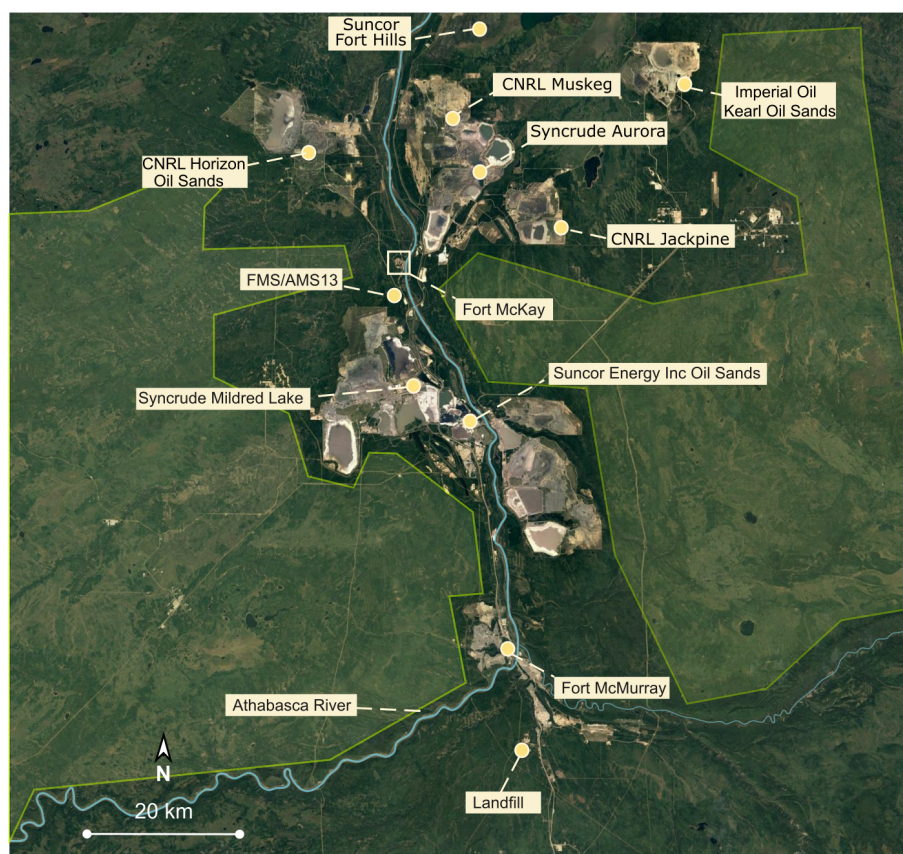 Suncor
Fort Hills
CNRL Muskeg
Imperial Oil
Kearl Oil Sands
Syncrude Aurora
CNRL Horizon
Oil Sands
CNRL Jackpine
FMS/AMS13
Fort McKay
Suncor Energy Inc Oil Sands
Syncrude Mildred Lake
Fort McMurray
Athabasca River
N
Landfill
20 km